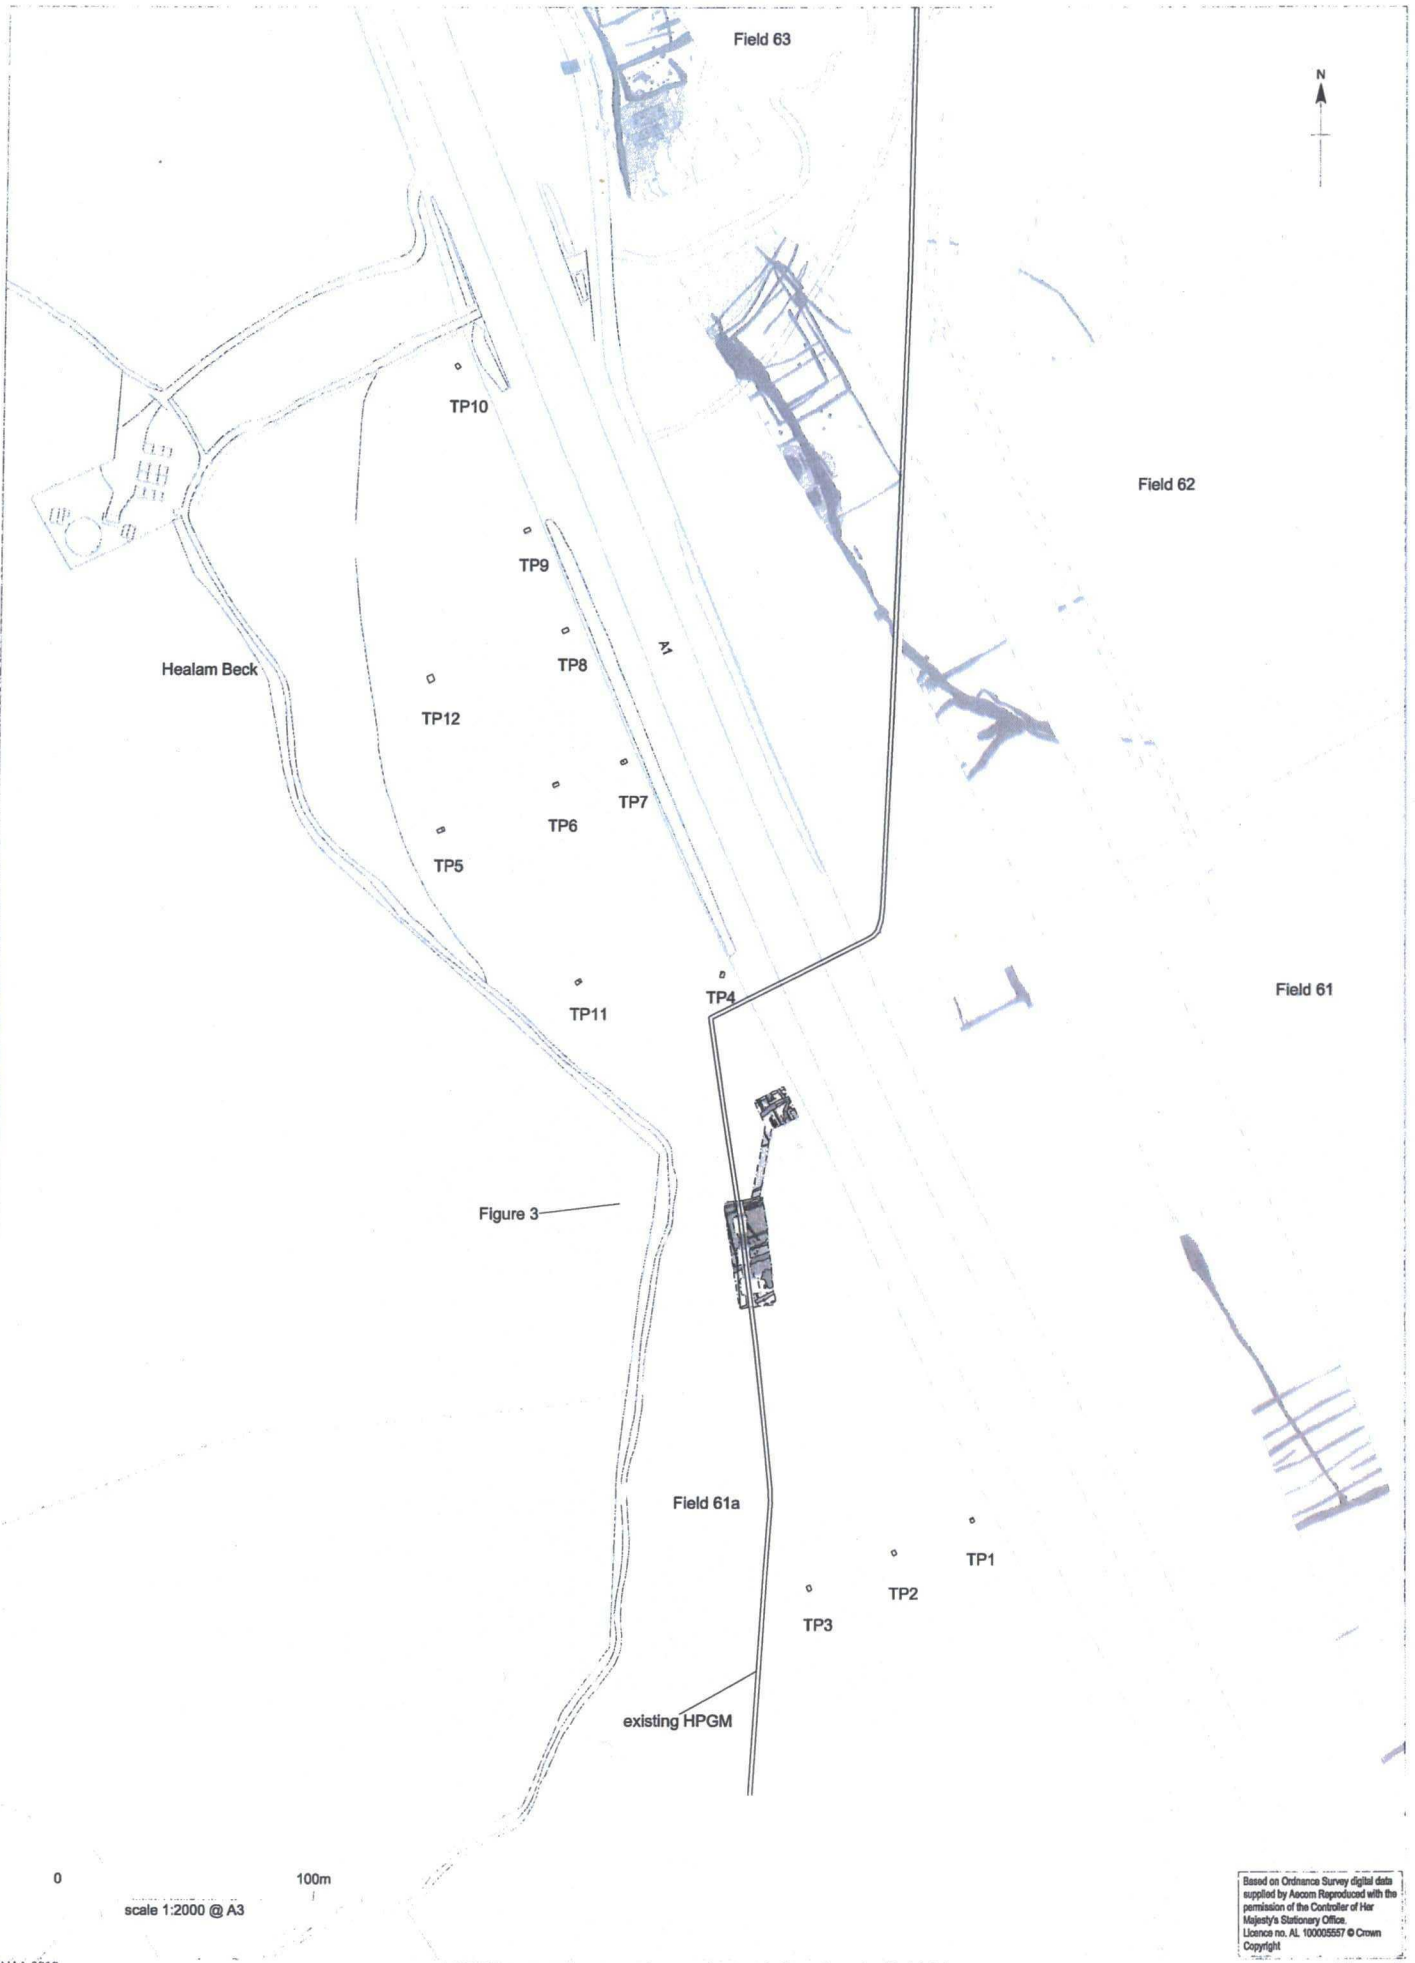 Field 63
N
TP10
Field 62
TP9
A1
TP8
Healam Beck
TP12
TP7
TP6
TP5
Field 61
TP4
TP11
Figure 3
Field 61a
TP1
TP2
TP3
existing HPGM
0 100m
scale 1:2000 @ A3
Based on Ordnance Survey digital data
supplied by Aecom Reproduced with the
permission of the Controller of Her
Majesty's Stationery Office.
Licence no. AL 100005557 © Crown
Copyright